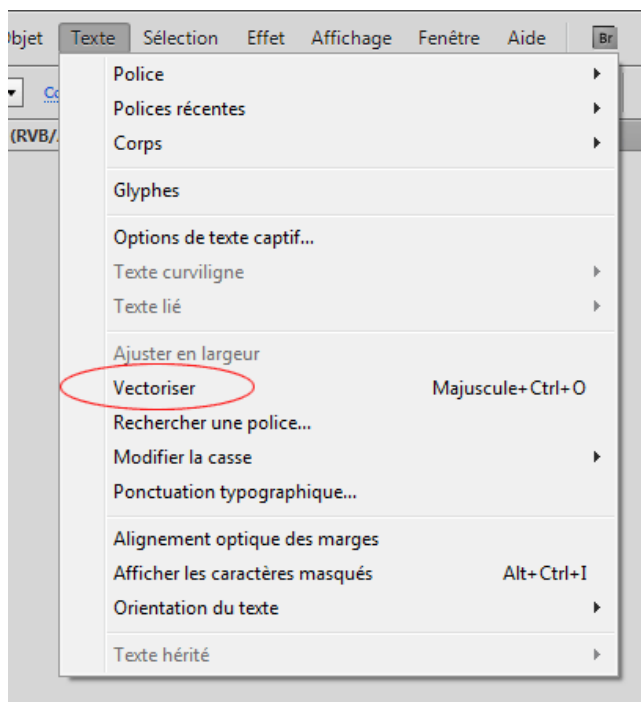 Objet Texte Sélection Effet Affichage Fenêtre Aide Br
Police
Polices récentes
(RVB/
Corps
Glyphes
Options de texte captif...
Texte curviligne
Texte lié
Ajuster en largeur
Vectoriser Majuscule+Ctrl+O
Rechercher une police...
Modifier la casse
Ponctuation typographique...
Alignement optique des marges
Afficher les caractères masqués Alt+Ctrl+I
Orientation du texte
Texte hérité